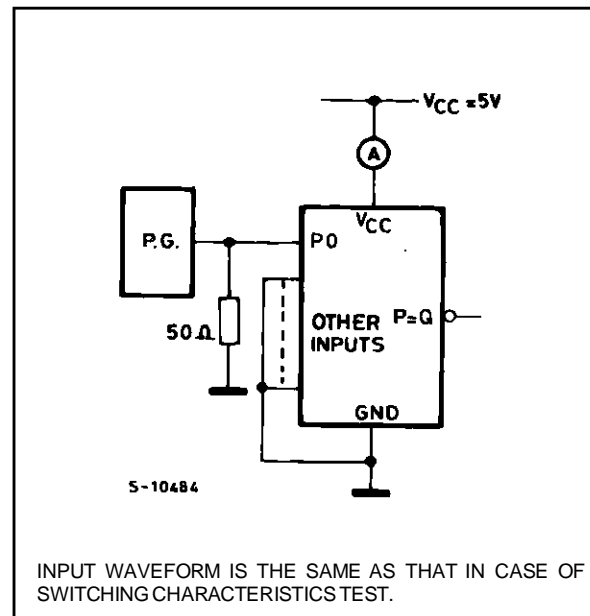 VCC =5V
A
VCC
P.G.
P0
50Ω
OTHER
INPUTS
P=Q
GND
S-10484
INPUT WAVEFORM IS THE SAME AS THAT IN CASE OF
SWITCHING CHARACTERISTICS TEST.